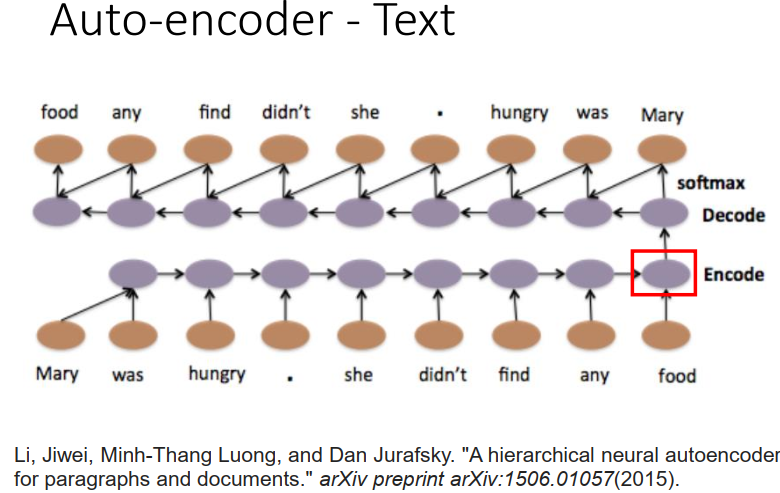 Auto-encoder - Text
food any find didn't she . hungry was Mary
softmax
Decode
Encode
Mary was hungry . she didn't find any food
Li, Jiwei, Minh-Thang Luong, and Dan Jurafsky. "A hierarchical neural autoencoder
for paragraphs and documents." arXiv preprint arXiv:1506.01057(2015).